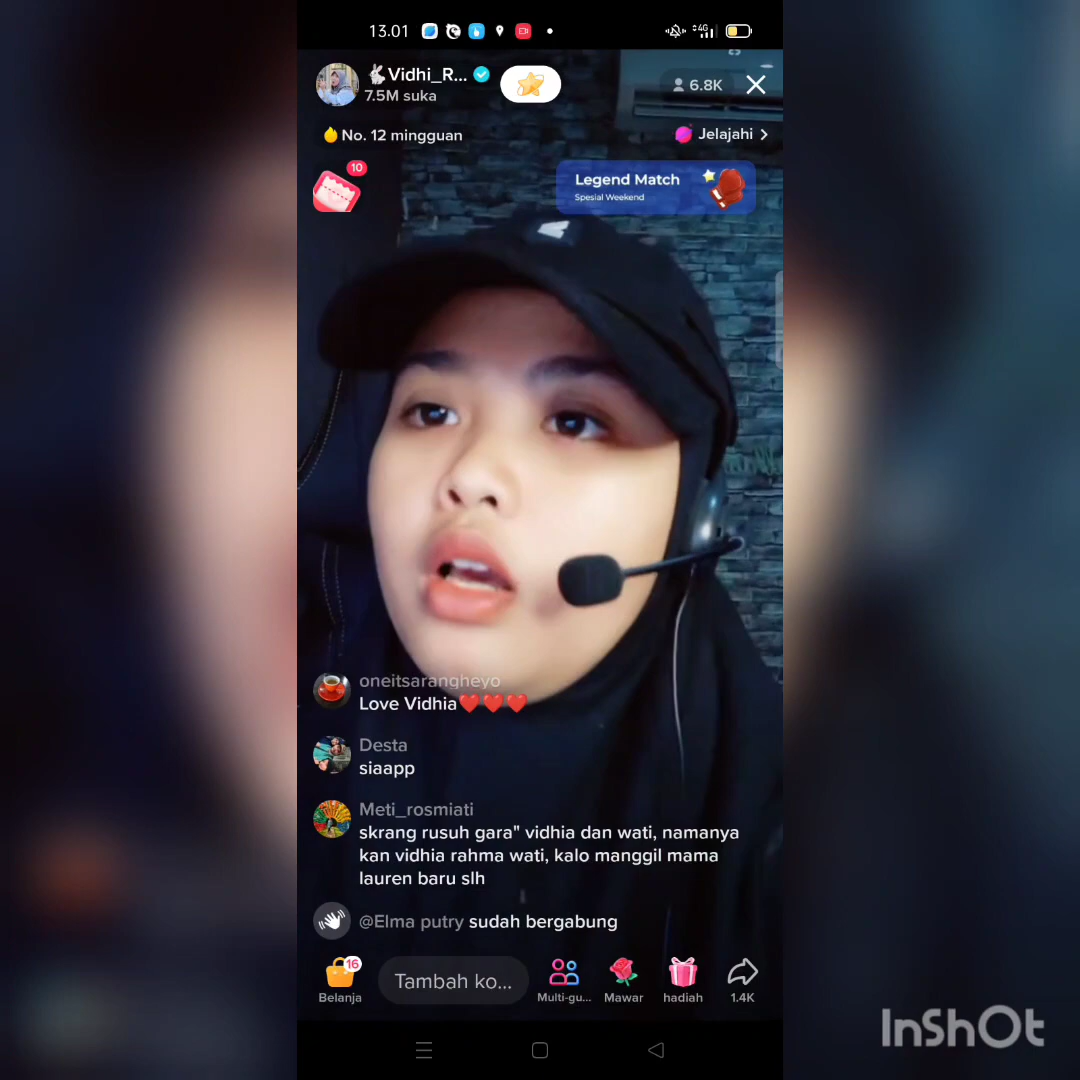 13.01
4G
Vidhi_R...
7.5M suka
6.8K
No. 12 mingguan
Jelajahi
10
Legend Match
Spesial Weekend
oneitsarangheyo
Love Vidhia❤️❤️❤️
Desta
siaapp
Meti_rosmiati
skrang rusuh gara" vidhia dan wati, namanya
kan vidhia rahma wati, kalo manggil mama
lauren baru slh
@Elma putry sudah bergabung
16
Tambah ko...
Belanja
Multi-gu...
Mawar
hadiah
1.4K
InShOt